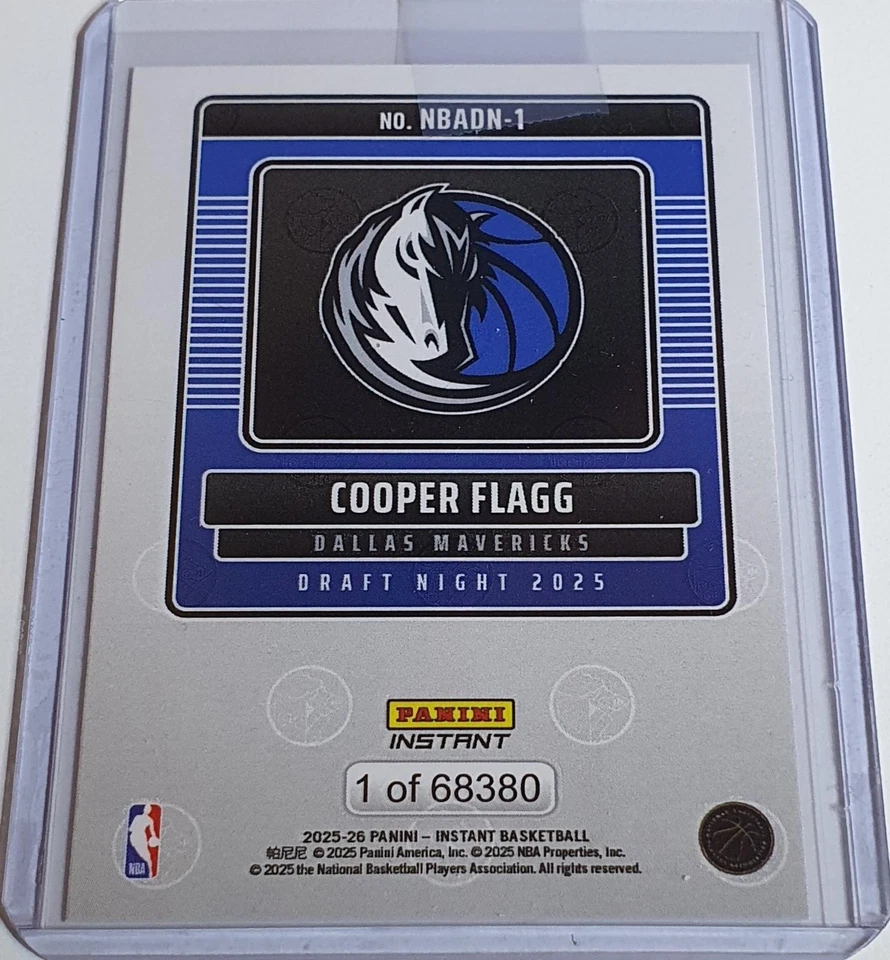 NO. NBADN-1
COOPER FLAGG
DALLAS MAVERICKS
DRAFT NIGHT 2025
PANINI
INSTANT
1 of 68380
2025-26 PANINI – INSTANT BASKETBALL
帕尼尼 © 2025 Panini America, Inc. © 2025 NBA Properties, Inc.
© 2025 the National Basketball Players Association. All rights reserved.
NBA